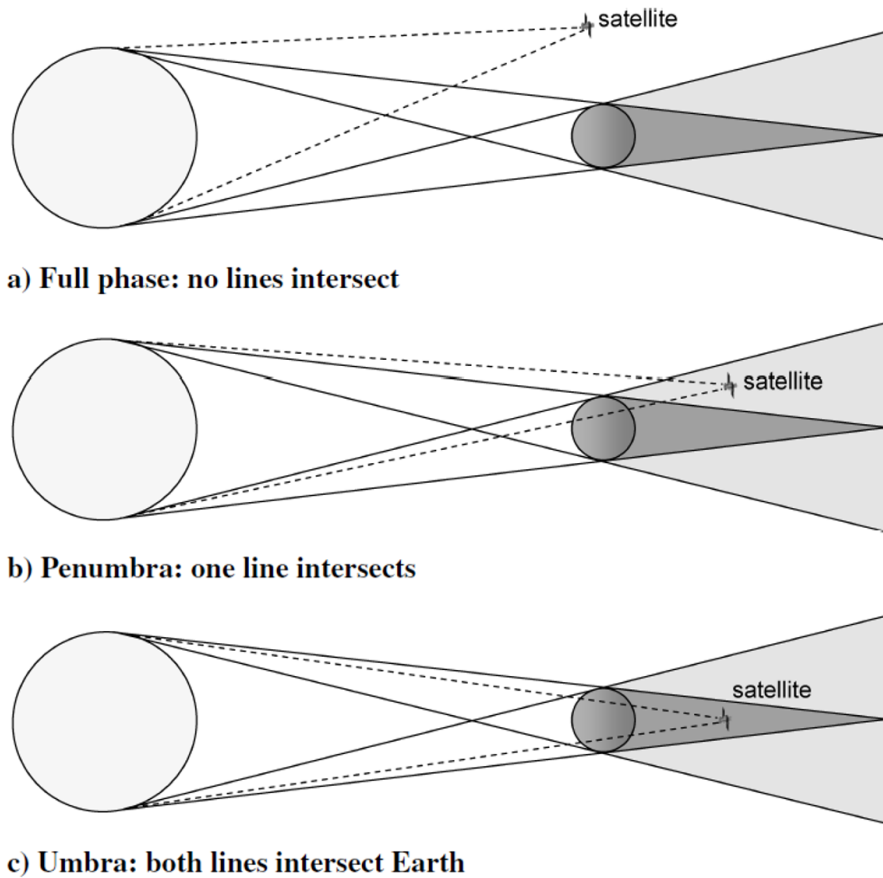 satellite
a) Full phase: no lines intersect
satellite
b) Penumbra: one line intersects
satellite
c) Umbra: both lines intersect Earth